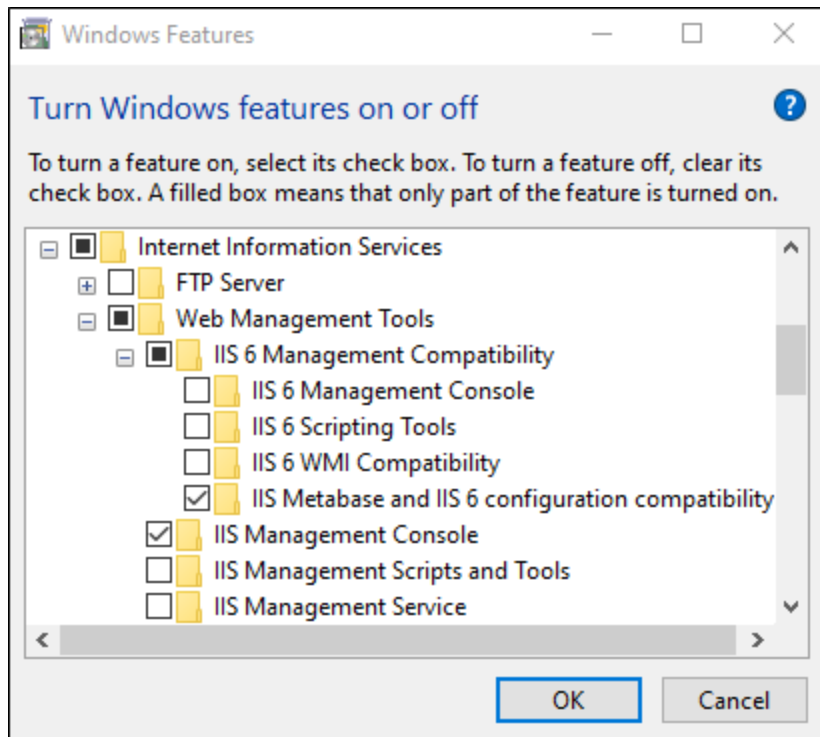 Windows Features
Turn Windows features on or off
?
To turn a feature on, select its check box. To turn a feature off, clear its
check box. A filled box means that only part of the feature is turned on.
Internet Information Services
FTP Server
Web Management Tools
IIS 6 Management Compatibility
IIS 6 Management Console
IIS 6 Scripting Tools
IIS 6 WMI Compatibility
IIS Metabase and IIS 6 configuration compatibility
IIS Management Console
IIS Management Scripts and Tools
IIS Management Service
OK Cancel